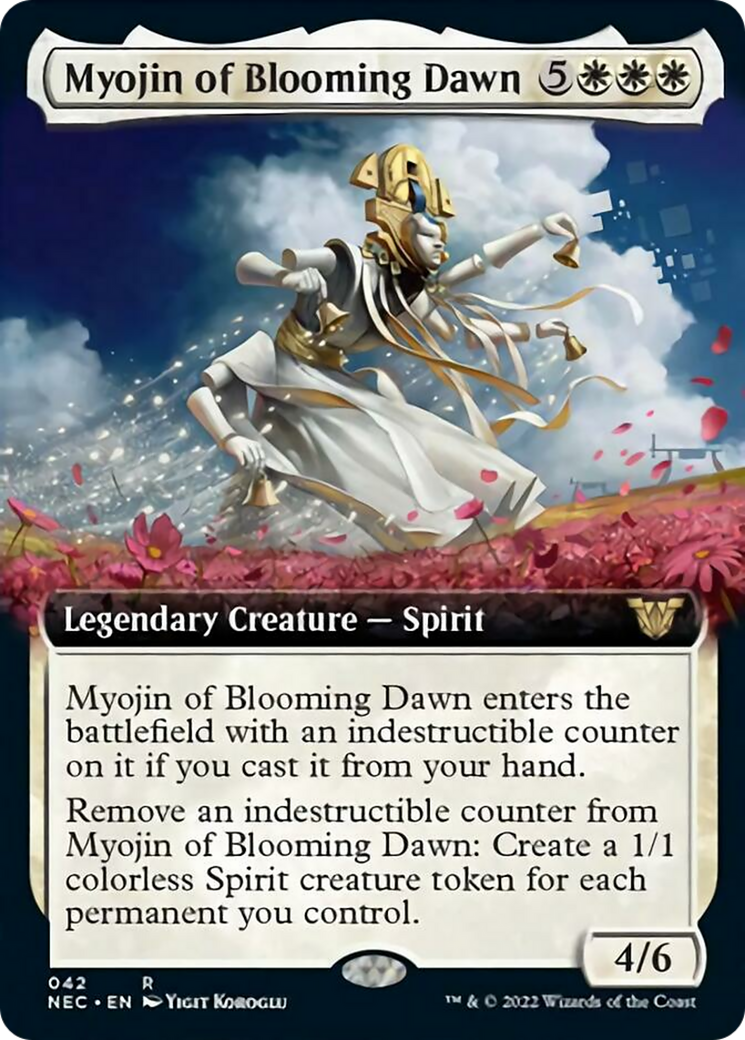 Myojin of Blooming Dawn 5
Legendary Creature — Spirit
Myojin of Blooming Dawn enters the
battlefield with an indestructible counter
on it if you cast it from your hand.
Remove an indestructible counter from
Myojin of Blooming Dawn: Create a 1/1
colorless Spirit creature token for each
permanent you control.
4/6
042 R
NEC • EN Yigit Koroglu
™ & © 2022 Wizards of the Coast